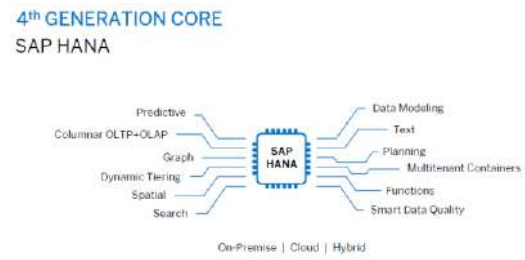 4th GENERATION CORE
SAP HANA
Predictive
Columnar OLTP+OLAP
Graph
Dynamic Tiering
Spatial
Search
SAP
HANA
Data Modeling
Text
Planning
Multitenant Containers
Functions
Smart Data Quality
On-Premise | Cloud | Hybrid